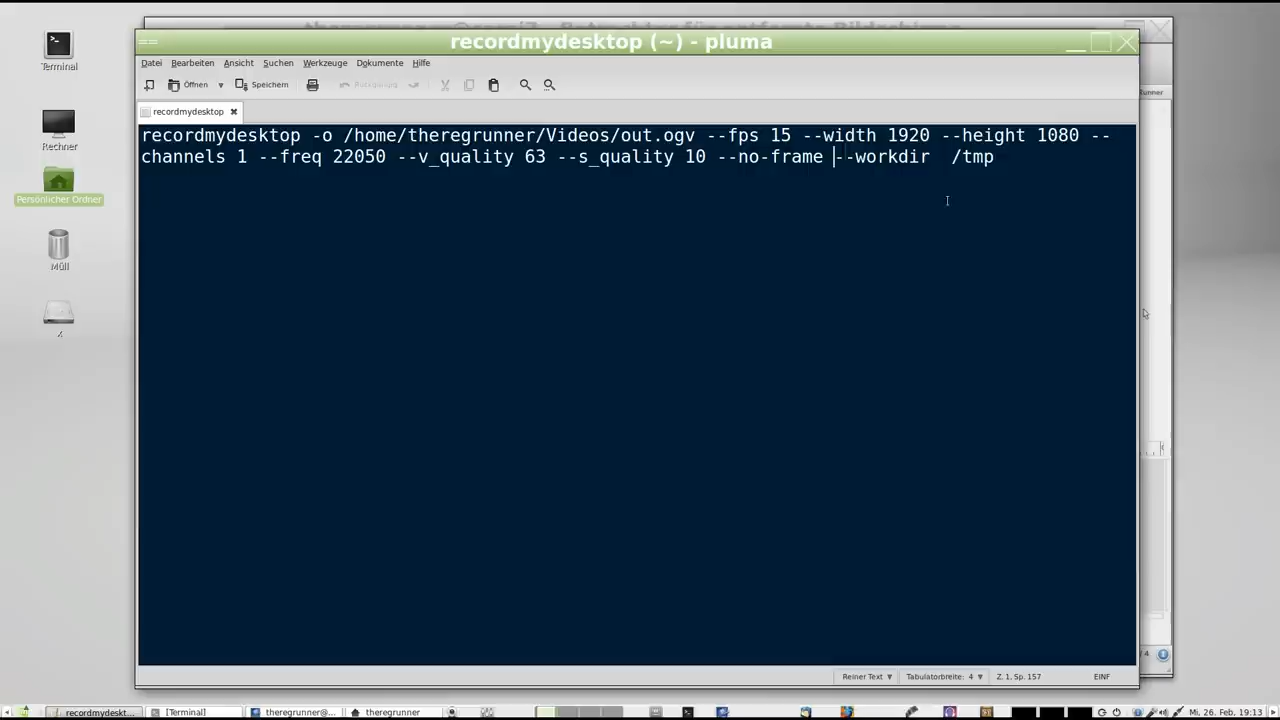 Terminal
Rechner
Persönlicher Ordner
Müll
recordmydesktop (~) - pluma
Datei Bearbeiten Ansicht Suchen Werkzeuge Dokumente Hilfe
Öffnen Speichern Rückgängig
recordmydesktop
recordmydesktop -o /home/theregrunner/Videos/out.ogv --fps 15 --width 1920 --height 1080 --
channels 1 --freq 22050 --v_quality 63 --s_quality 10 --no-frame --workdir  /tmp
Reiner Text Tabulatorbreite: 4 Z. 1, Sp. 157 EINF
recordmydeskt... [Terminal] theregrunner@... theregrunner Mi, 26. Feb, 19:13